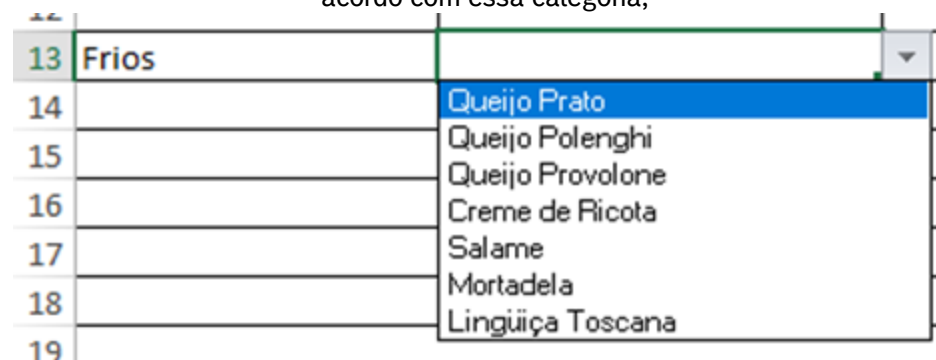 acordo com essa categoria,
12
13 Frios
14 Queijo Prato
Queijo Polenghi
15 Queijo Provolone
16 Creme de Ricota
17 Salame
18 Mortadela
Lingüiça Toscana
19